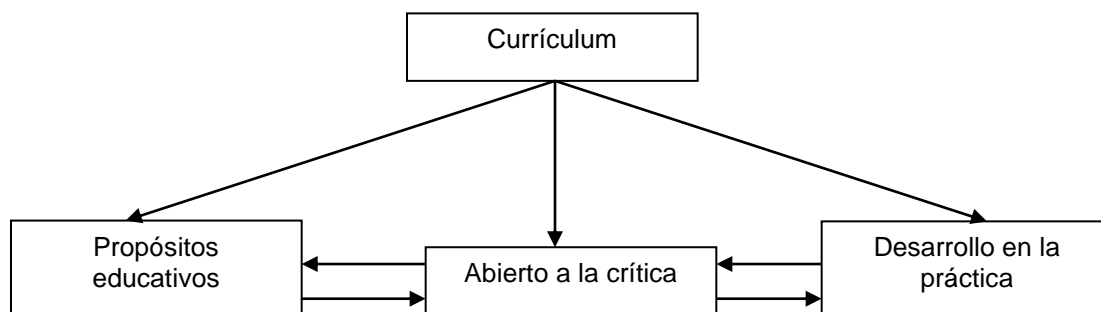 Currículum
Propósitos
educativos
Abierto a la crítica
Desarrollo en la
práctica